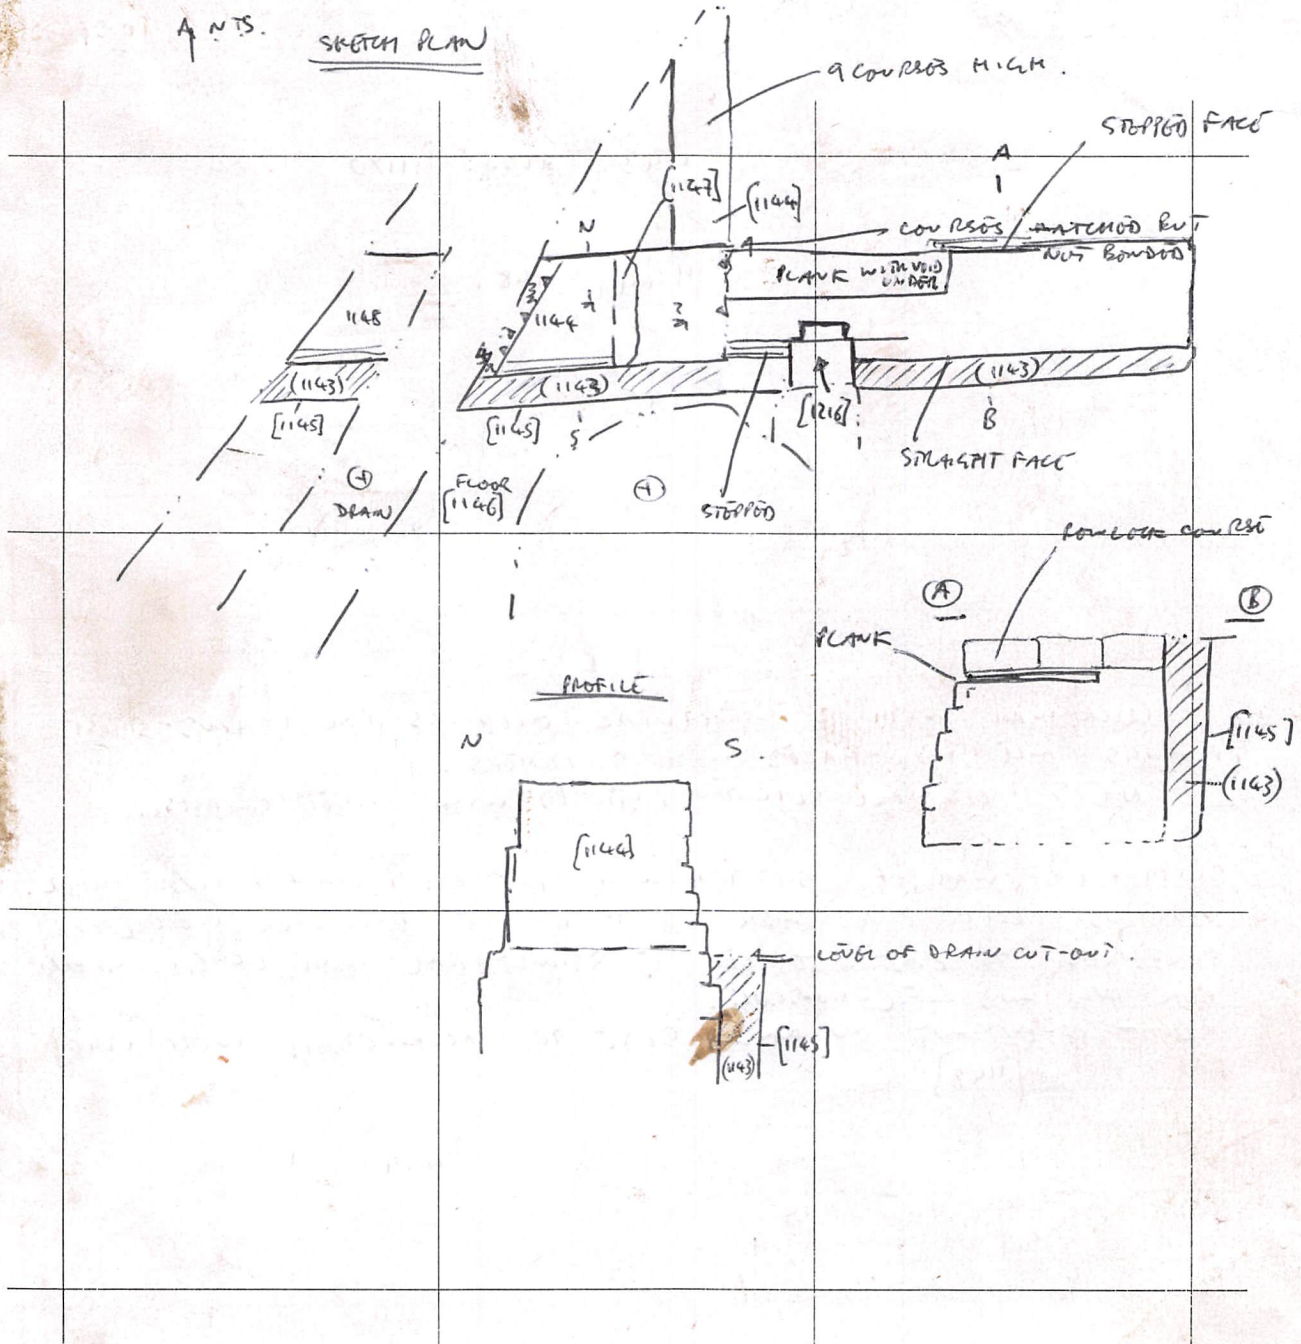 NTS.
SKETCH PLAN
9 COURSES HIGH.
STEPPED FACE
A
[1147]
[1144]
N
COURSES MATCHED BUT
NOT BONDED
PLANK WITH VOID
UNDER
1148
1144
(1143)
(1143)
(1143)
[1145]
[1145]
S
[1216]
B
STRAIGHT FACE
DRAIN
FLOOR
[1146]
STEPPED
ROWLOCK COURSE
A
B
PLANK
PROFILE
N
S.
[1145]
(1143)
[1144]
LEVEL OF DRAIN CUT-OUT.
[1145]
(1143)